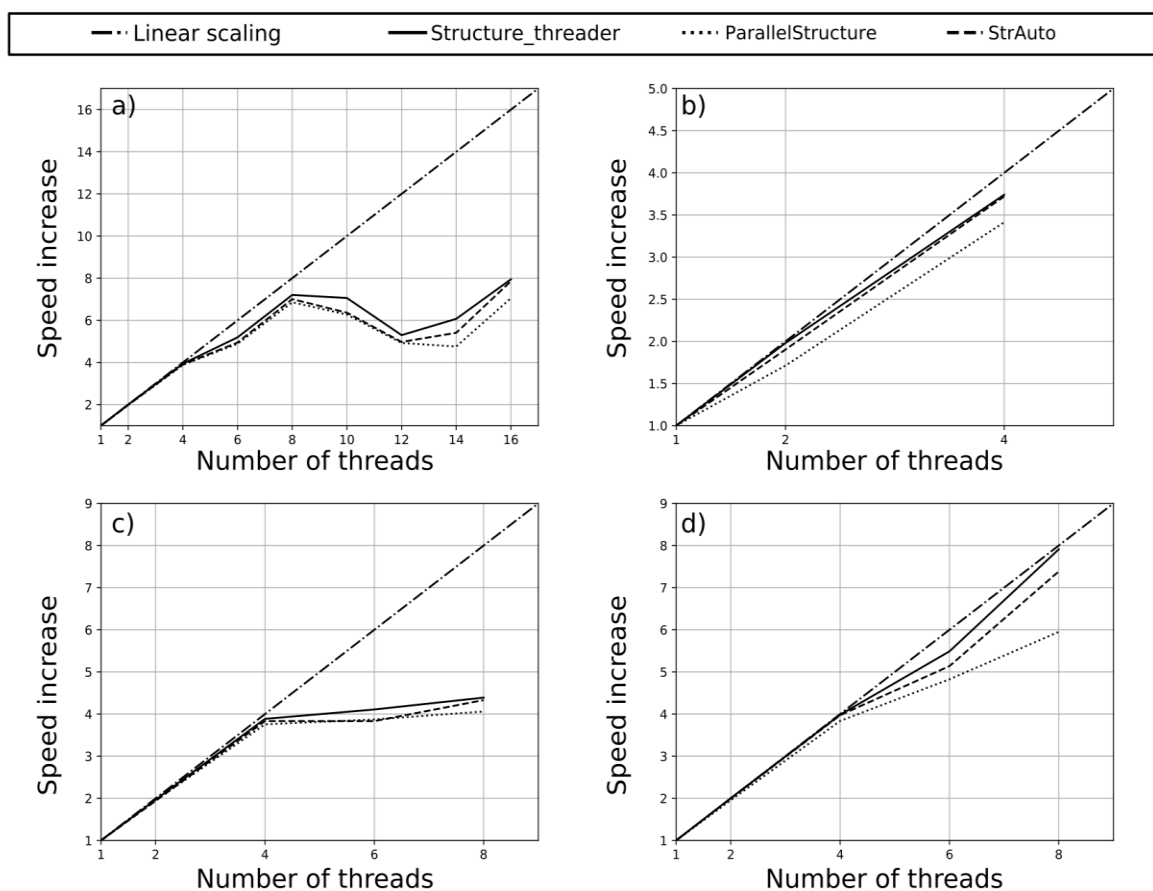 Linear scaling Structure_threader ParallelStructure StrAuto
a)
Speed increase
16
14
12
10
8
6
4
2
1 2 4 6 8 10 12 14 16
Number of threads
b)
Speed increase
5.0
4.5
4.0
3.5
3.0
2.5
2.0
1.5
1.0
1 2 4
Number of threads
c)
Speed increase
9
8
7
6
5
4
3
2
1
1 2 4 6 8
Number of threads
d)
Speed increase
9
8
7
6
5
4
3
2
1
1 2 4 6 8
Number of threads